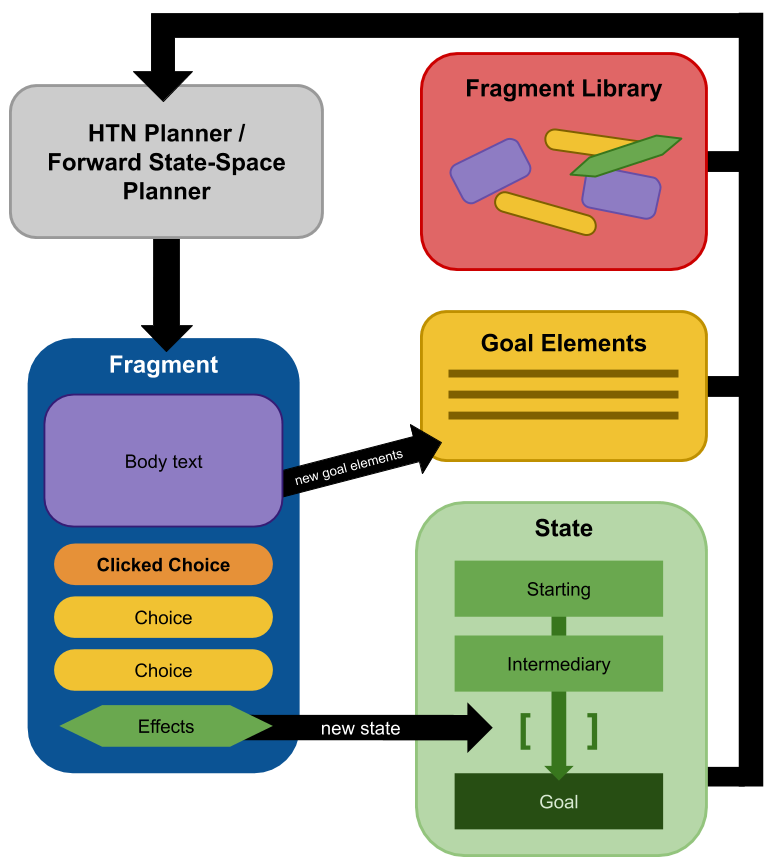 HTN Planner /
Forward State-Space
Planner
Fragment Library
Fragment
Body text
Clicked Choice
Choice
Choice
Effects
new goal elements
Goal Elements
new state
State
Starting
Intermediary
[ ]
Goal